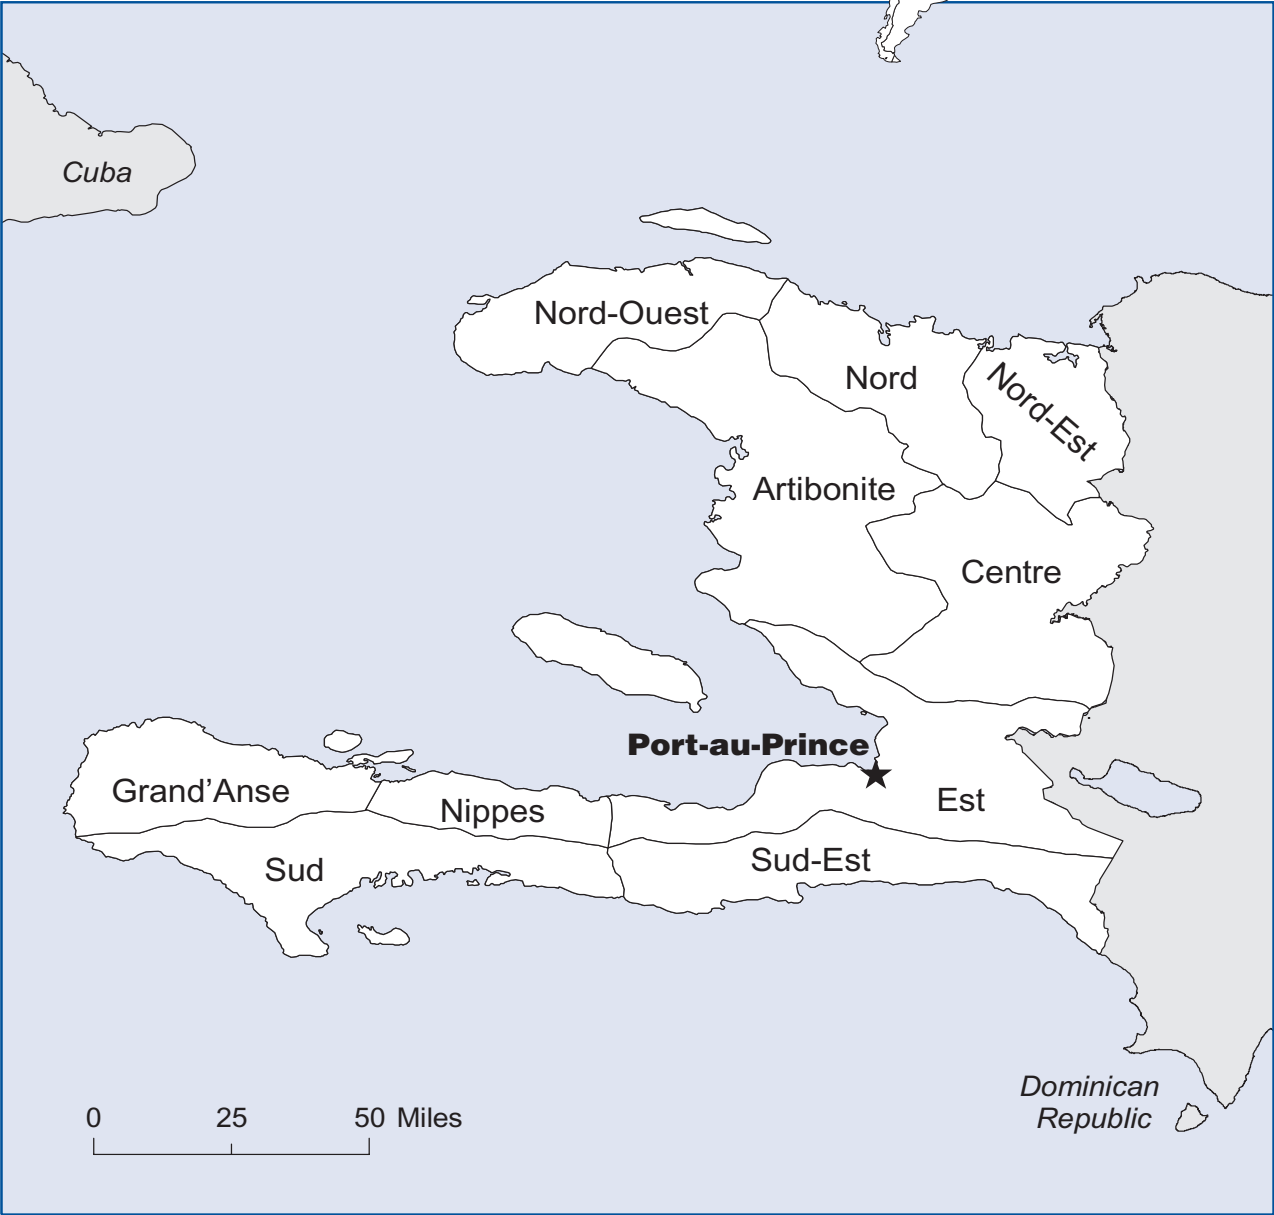 Cuba
Nord-Ouest
Nord
Nord-Est
Artibonite
Centre
Port-au-Prince
Grand’Anse
Nippes
Est
Sud
Sud-Est
Dominican
Republic
0 25 50 Miles